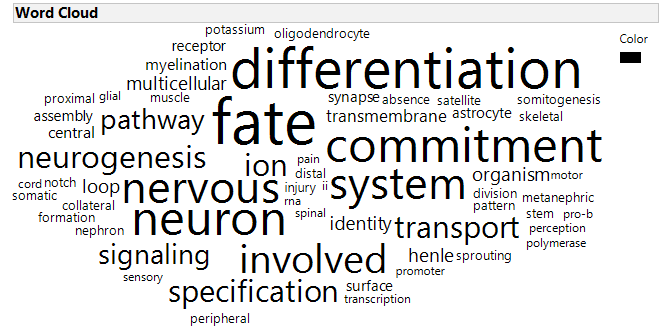 Word Cloud
potassium
oligodendrocyte
Color
receptor
differentiation
myelination
multicellular
proximal glial muscle
synapse absence satellite somitogenesis
assembly pathway fate transmembrane astrocyte skeletal
central
commitment
neurogenesis ion pain
distal
organism motor
cord notch loop nervous injury ii system division metanephric
somatic
collateral rna pattern
formation neuron spinal identity transport stem pro-b
nephron perception
polymerase
signaling involved henle sprouting
promoter
sensory
specification surface
transcription
peripheral